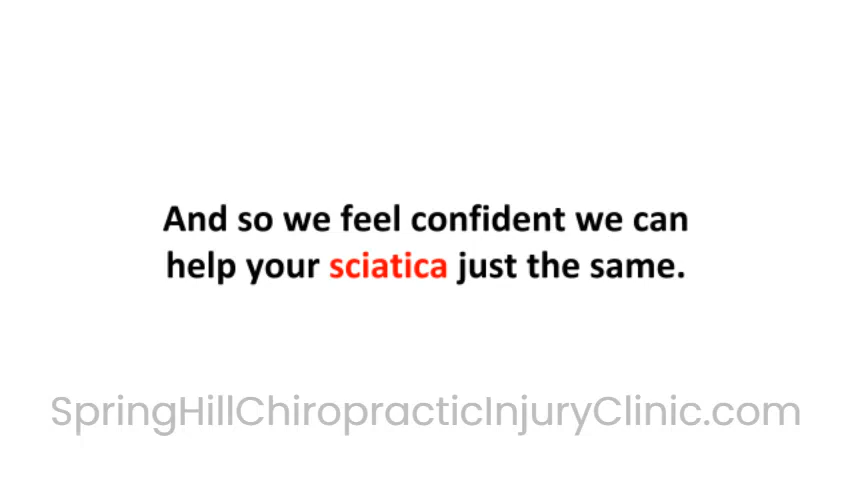 And so we feel confident we can
help your sciatica just the same.
SpringHillChiropracticInjuryClinic.com